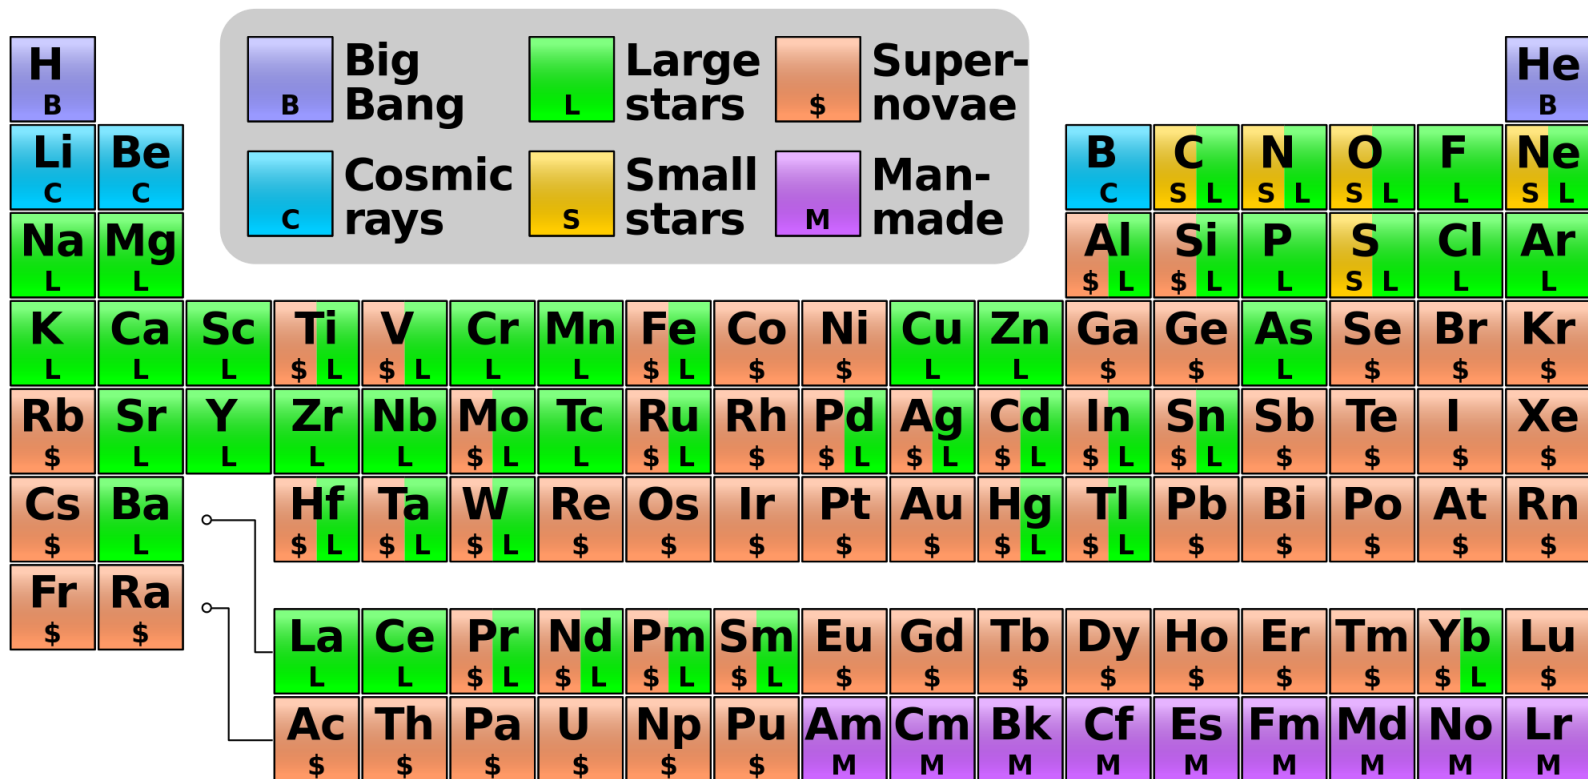 H Big Large Super- He
B Bang stars novae B
B L $
Li Be Cosmic Small Man- B C N O F Ne
C C rays stars made C S L S L S L L S L
C S M
Na Mg Al Si P S Cl Ar
L L $ L $ L L S L L L
K Ca Sc Ti V Cr Mn Fe Co Ni Cu Zn Ga Ge As Se Br Kr
L L L $ L $ L L L $ L $ $ L L $ $ L $ $ $
Rb Sr Y Zr Nb Mo Tc Ru Rh Pd Ag Cd In Sn Sb Te I Xe
$ L L L L $ L L $ L $ $ L $ L $ L $ L $ L $ $ $ $
Cs Ba Hf Ta W Re Os Ir Pt Au Hg Tl Pb Bi Po At Rn
$ L $ L $ L $ L $ $ $ $ $ $ L $ L $ $ $ $ $
Fr Ra
$ $
La Ce Pr Nd Pm Sm Eu Gd Tb Dy Ho Er Tm Yb Lu
L L $ L $ L $ L $ L $ $ $ $ $ $ $ $ L $
Ac Th Pa U Np Pu Am Cm Bk Cf Es Fm Md No Lr
$ $ $ $ $ $ M M M M M M M M M